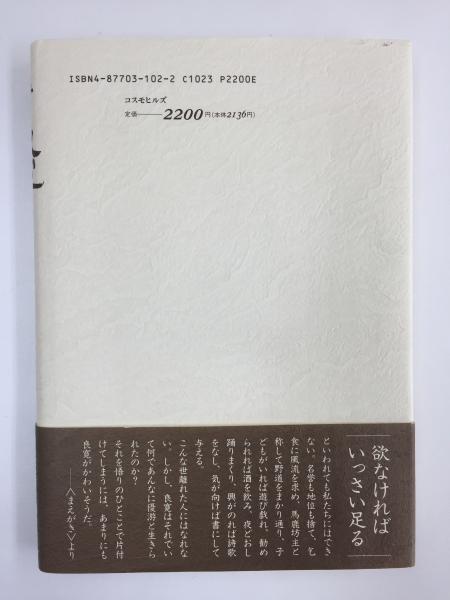 ISBN4-87703-102-2 C1023 P2200E
コスモヒルズ
定価──2200円(本体2136円)
欲なければ
いっさい足る
といわれても私たちにはでき
ない。名誉も地位も捨て、乞
食に風流を求め、馬鹿坊主と
称して野道をまかり通り、子
どもがいれば遊び戯れ、勧め
られれば酒を飲み、夜どおし
踊りまくり、興がのれば詩歌
をなし、気が向けば書にして
与える。
こんな世離れた人にはなれな
い。しかし、良寛はそれでい
て何であんなに優游と生きら
れたのか?
それを悟りのひとことで片付
けてしまうには、あまりにも
良寛がかわいそうだ。
──〈まえがき〉より